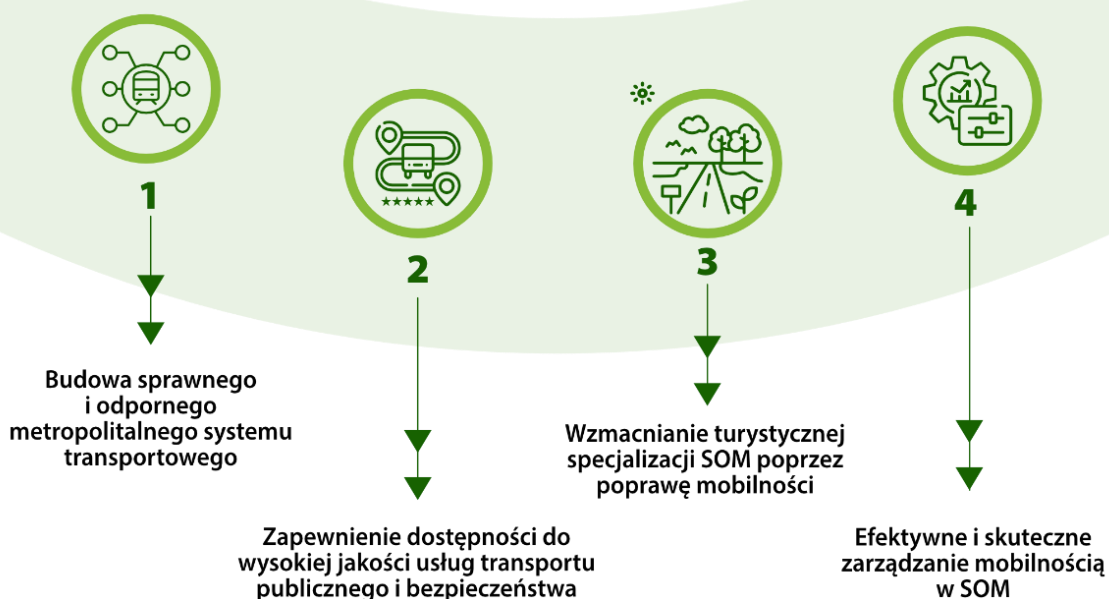 1
Budowa sprawnego
i odpornego
metropolitalnego systemu
transportowego
2
Zapewnienie dostępności do
wysokiej jakości usług transportu
publicznego i bezpieczeństwa
3
Wzmacnianie turystycznej
specjalizacji SOM poprzez
poprawę mobilności
4
Efektywne i skuteczne
zarządzanie mobilnością
w SOM